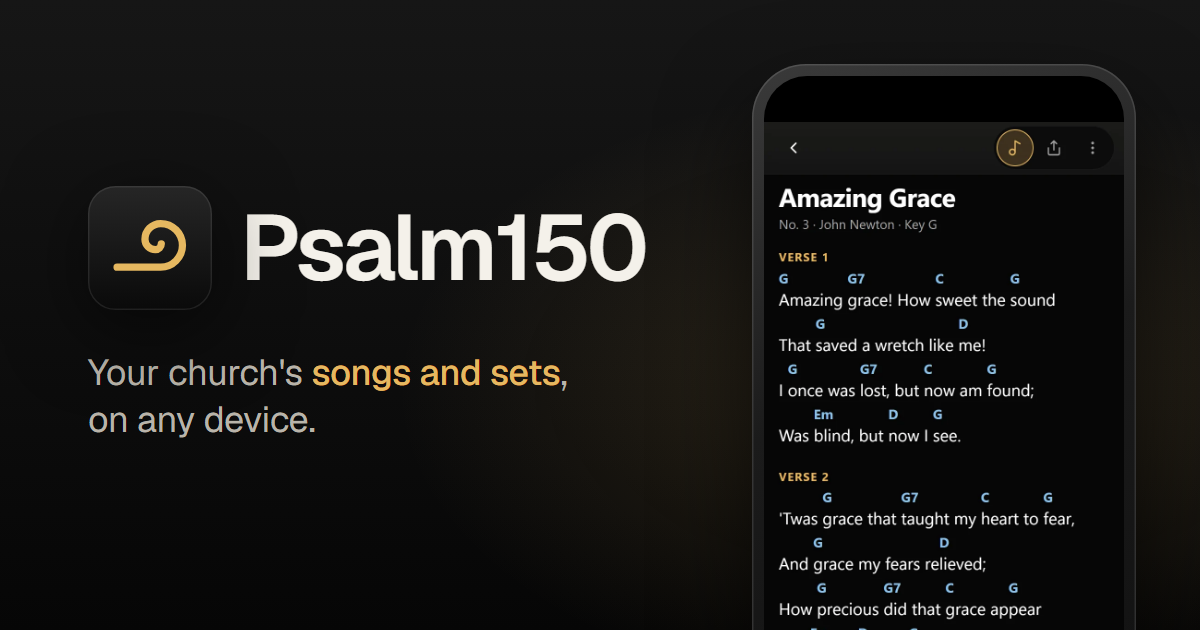 Psalm150
Your church's songs and sets,
on any device.
Amazing Grace
No. 3 · John Newton · Key G
VERSE 1
G G7 C G
Amazing grace! How sweet the sound
G D
That saved a wretch like me!
G G7 C G
I once was lost, but now am found;
Em D G
Was blind, but now I see.
VERSE 2
G G7 C G
'Twas grace that taught my heart to fear,
G D
And grace my fears relieved;
G G7 C G
How precious did that grace appear